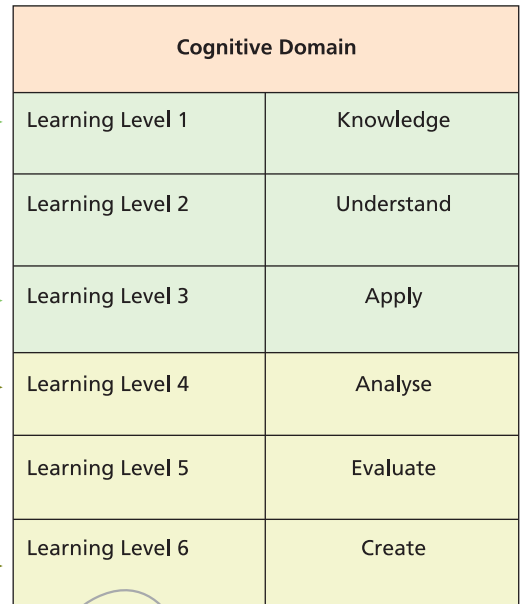 Cognitive Domain
Learning Level 1 Knowledge
Learning Level 2 Understand
Learning Level 3 Apply
Learning Level 4 Analyse
Learning Level 5 Evaluate
Learning Level 6 Create